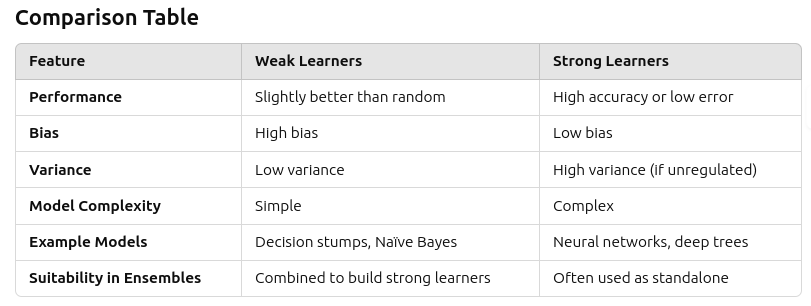 Comparison Table
Feature Weak Learners Strong Learners
Performance Slightly better than random High accuracy or low error
Bias High bias Low bias
Variance Low variance High variance (if unregulated)
Model Complexity Simple Complex
Example Models Decision stumps, Naïve Bayes Neural networks, deep trees
Suitability in Ensembles Combined to build strong learners Often used as standalone